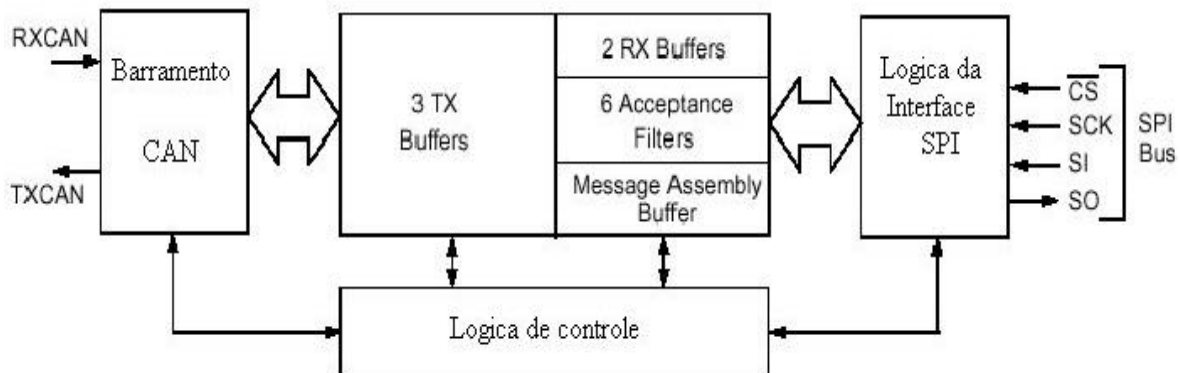 RXCAN
TXCAN
Barramento
CAN
3 TX
Buffers
2 RX Buffers
6 Acceptance
Filters
Message Assembly
Buffer
Logica da
Interface
SPI
CS
SCK
SI
SO
SPI
Bus
Logica de controle